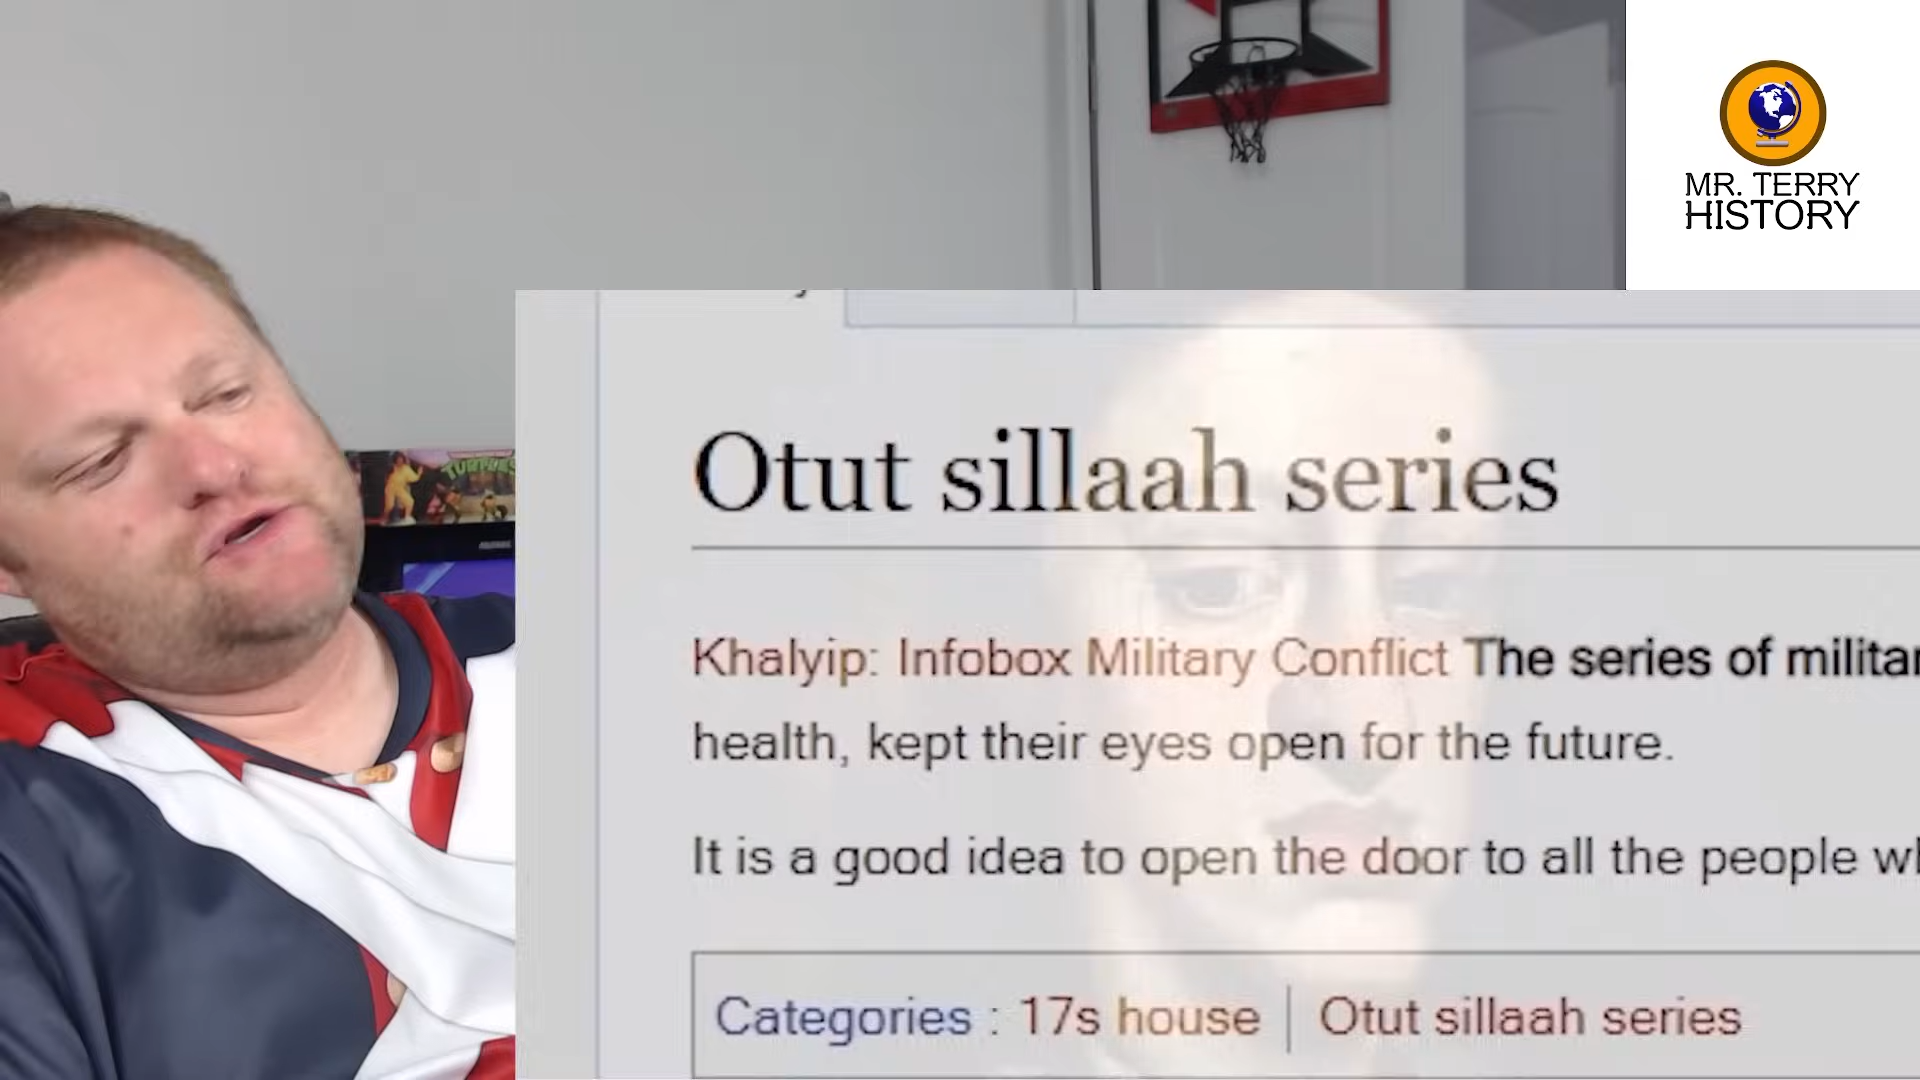 MR. TERRY
HISTORY
TURTLES
Otut sillaah series
Khalyip: Infobox Military Conflict The series of militar
health, kept their eyes open for the future.
It is a good idea to open the door to all the people wh
Categories : 17s house | Otut sillaah series